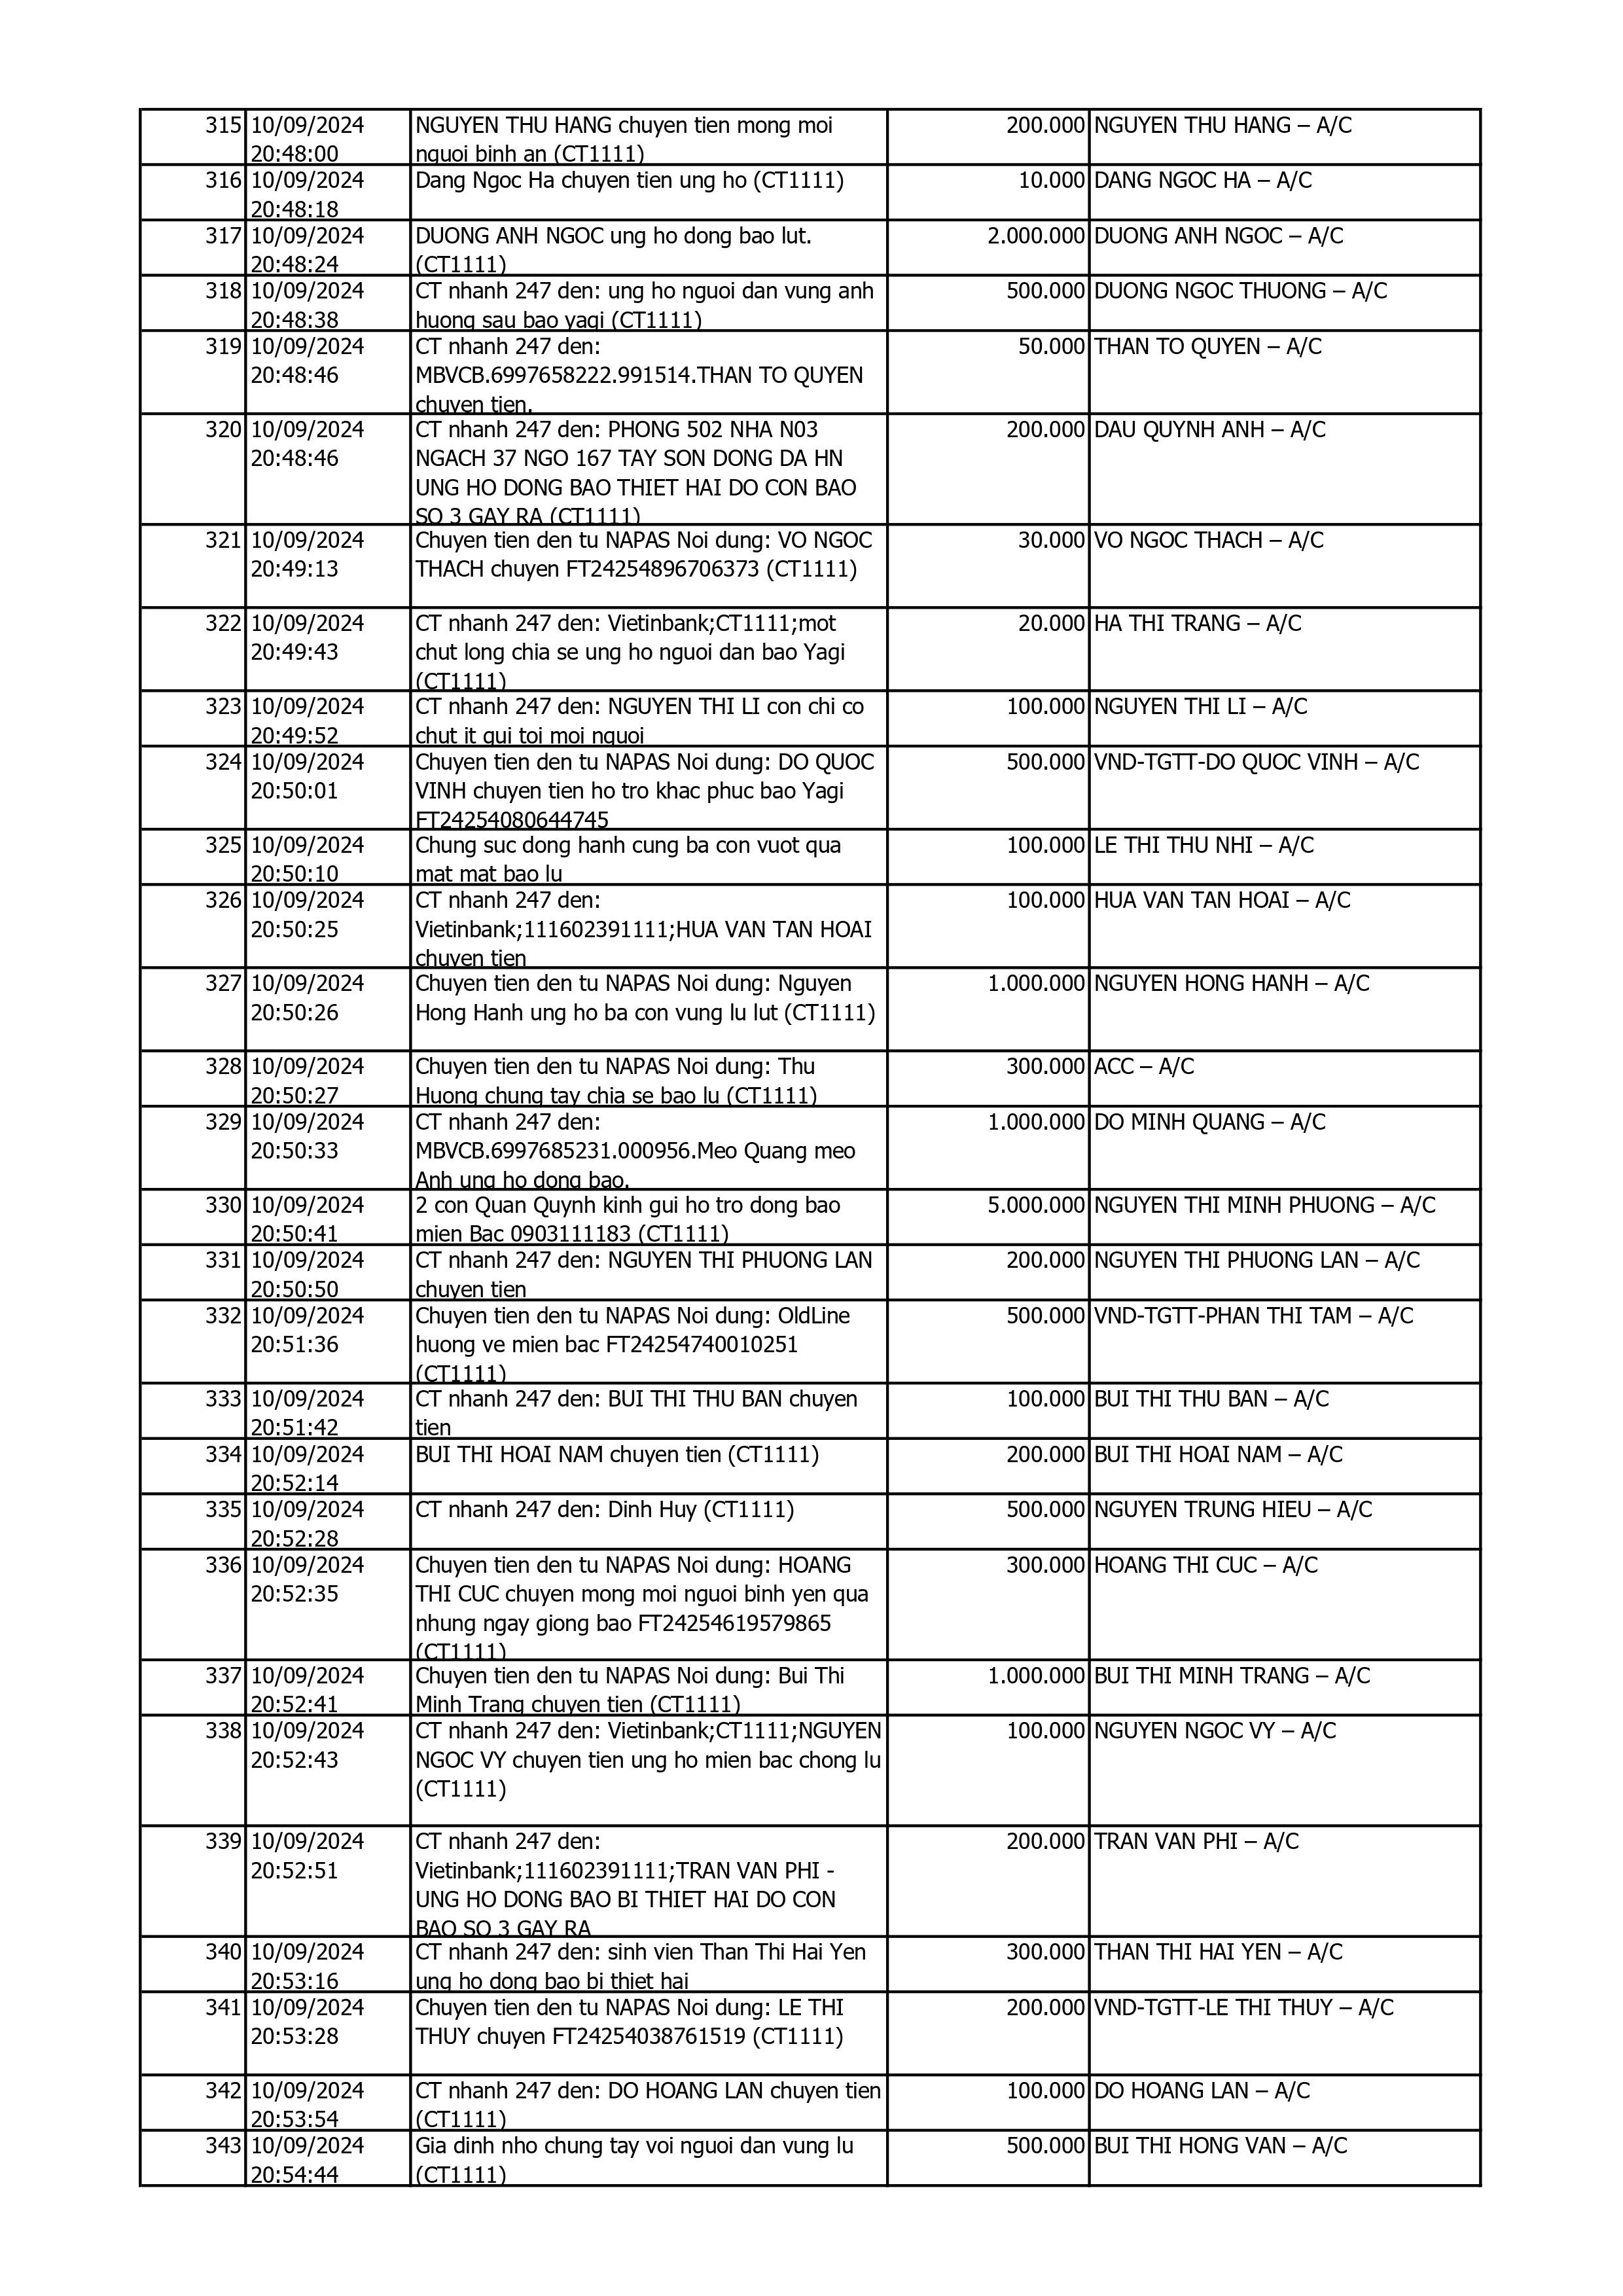 315 10/09/2024 NGUYEN THU HANG chuyen tien mong moi 200.000 NGUYEN THU HANG – A/C
20:48:00 nguoi binh an (CT1111)
316 10/09/2024 Dang Ngoc Ha chuyen tien ung ho (CT1111) 10.000 DANG NGOC HA – A/C
20:48:18
317 10/09/2024 DUONG ANH NGOC ung ho dong bao lut. 2.000.000 DUONG ANH NGOC – A/C
20:48:24 (CT1111)
318 10/09/2024 CT nhanh 247 den: ung ho nguoi dan vung anh 500.000 DUONG NGOC THUONG – A/C
20:48:38 huong sau bao yagi (CT1111)
319 10/09/2024 CT nhanh 247 den: 50.000 THAN TO QUYEN – A/C
20:48:46 MBVCB.6997658222.991514.THAN TO QUYEN
chuyen tien.
320 10/09/2024 CT nhanh 247 den: PHONG 502 NHA N03 200.000 DAU QUYNH ANH – A/C
20:48:46 NGACH 37 NGO 167 TAY SON DONG DA HN
UNG HO DONG BAO THIET HAI DO CON BAO
SO 3 GAY RA (CT1111)
321 10/09/2024 Chuyen tien den tu NAPAS Noi dung: VO NGOC 30.000 VO NGOC THACH – A/C
20:49:13 THACH chuyen FT24254896706373 (CT1111)
322 10/09/2024 CT nhanh 247 den: Vietinbank;CT1111;mot 20.000 HA THI TRANG – A/C
20:49:43 chut long chia se ung ho nguoi dan bao Yagi
(CT1111)
323 10/09/2024 CT nhanh 247 den: NGUYEN THI LI con chi co 100.000 NGUYEN THI LI – A/C
20:49:52 chut it gui toi moi nguoi
324 10/09/2024 Chuyen tien den tu NAPAS Noi dung: DO QUOC 500.000 VND-TGTT-DO QUOC VINH – A/C
20:50:01 VINH chuyen tien ho tro khac phuc bao Yagi
FT24254080644745
325 10/09/2024 Chung suc dong hanh cung ba con vuot qua 100.000 LE THI THU NHI – A/C
20:50:10 mat mat bao lu
326 10/09/2024 CT nhanh 247 den: 100.000 HUA VAN TAN HOAI – A/C
20:50:25 Vietinbank;111602391111;HUA VAN TAN HOAI
chuyen tien
327 10/09/2024 Chuyen tien den tu NAPAS Noi dung: Nguyen 1.000.000 NGUYEN HONG HANH – A/C
20:50:26 Hong Hanh ung ho ba con vung lu lut (CT1111)
328 10/09/2024 Chuyen tien den tu NAPAS Noi dung: Thu 300.000 ACC – A/C
20:50:27 Huong chung tay chia se bao lu (CT1111)
329 10/09/2024 CT nhanh 247 den: 1.000.000 DO MINH QUANG – A/C
20:50:33 MBVCB.6997685231.000956.Meo Quang meo
Anh ung ho dong bao.
330 10/09/2024 2 con Quan Quynh kinh gui ho tro dong bao 5.000.000 NGUYEN THI MINH PHUONG – A/C
20:50:41 mien Bac 0903111183 (CT1111)
331 10/09/2024 CT nhanh 247 den: NGUYEN THI PHUONG LAN 200.000 NGUYEN THI PHUONG LAN – A/C
20:50:50 chuyen tien
332 10/09/2024 Chuyen tien den tu NAPAS Noi dung: OldLine 500.000 VND-TGTT-PHAN THI TAM – A/C
20:51:36 huong ve mien bac FT24254740010251
(CT1111)
333 10/09/2024 CT nhanh 247 den: BUI THI THU BAN chuyen 100.000 BUI THI THU BAN – A/C
20:51:42 tien
334 10/09/2024 BUI THI HOAI NAM chuyen tien (CT1111) 200.000 BUI THI HOAI NAM – A/C
20:52:14
335 10/09/2024 CT nhanh 247 den: Dinh Huy (CT1111) 500.000 NGUYEN TRUNG HIEU – A/C
20:52:28
336 10/09/2024 Chuyen tien den tu NAPAS Noi dung: HOANG 300.000 HOANG THI CUC – A/C
20:52:35 THI CUC chuyen mong moi nguoi binh yen qua
nhung ngay giong bao FT24254619579865
(CT1111)
337 10/09/2024 Chuyen tien den tu NAPAS Noi dung: Bui Thi 1.000.000 BUI THI MINH TRANG – A/C
20:52:41 Minh Trang chuyen tien (CT1111)
338 10/09/2024 CT nhanh 247 den: Vietinbank;CT1111;NGUYEN 100.000 NGUYEN NGOC VY – A/C
20:52:43 NGOC VY chuyen tien ung ho mien bac chong lu
(CT1111)
339 10/09/2024 CT nhanh 247 den: 200.000 TRAN VAN PHI – A/C
20:52:51 Vietinbank;111602391111;TRAN VAN PHI -
UNG HO DONG BAO BI THIET HAI DO CON
BAO SO 3 GAY RA
340 10/09/2024 CT nhanh 247 den: sinh vien Than Thi Hai Yen 300.000 THAN THI HAI YEN – A/C
20:53:16 ung ho dong bao bi thiet hai
341 10/09/2024 Chuyen tien den tu NAPAS Noi dung: LE THI 200.000 VND-TGTT-LE THI THUY – A/C
20:53:28 THUY chuyen FT24254038761519 (CT1111)
342 10/09/2024 CT nhanh 247 den: DO HOANG LAN chuyen tien 100.000 DO HOANG LAN – A/C
20:53:54 (CT1111)
343 10/09/2024 Gia dinh nho chung tay voi nguoi dan vung lu 500.000 BUI THI HONG VAN – A/C
20:54:44 (CT1111)